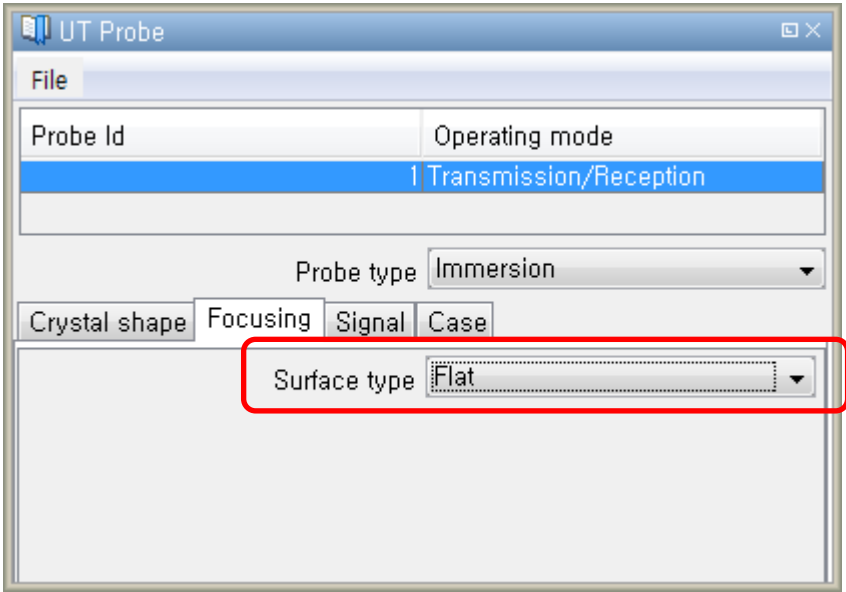 UT Probe
File
Probe Id Operating mode
1 Transmission/Reception
Probe type Immersion
Crystal shape Focusing Signal Case
Surface type Flat